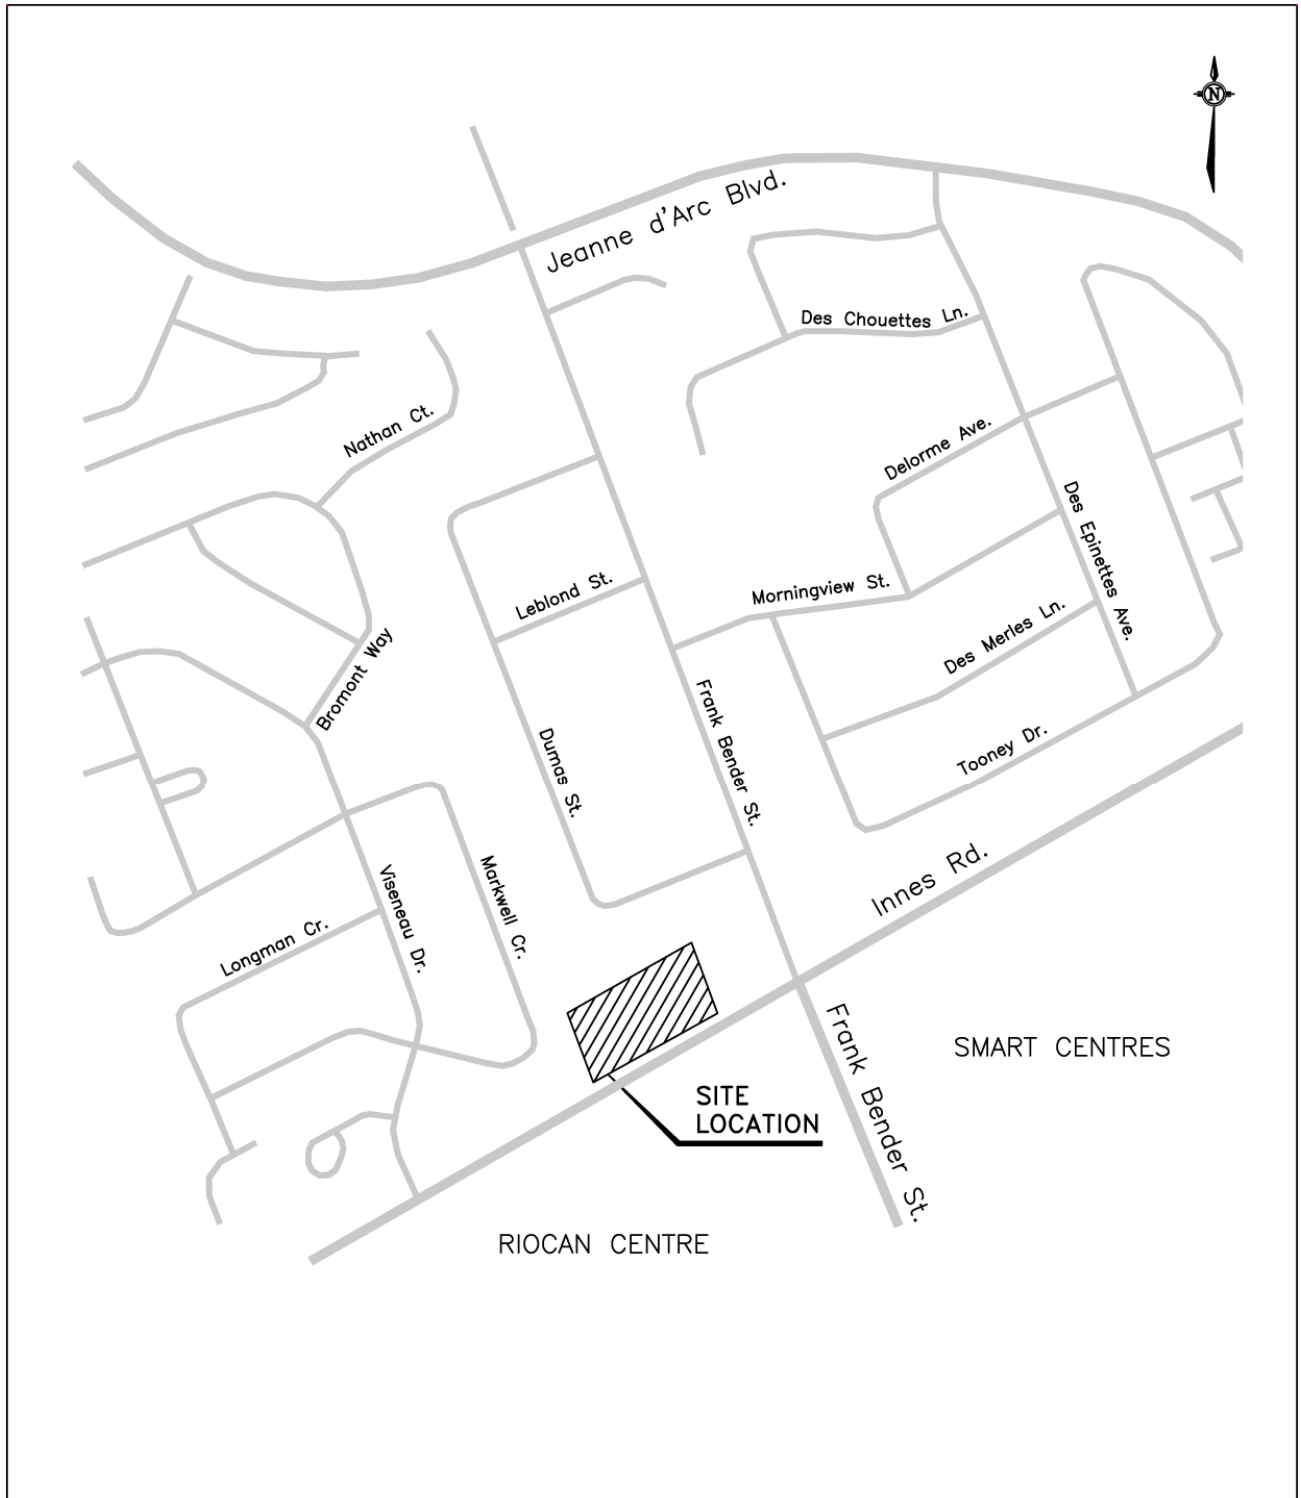 N
Jeanne d'Arc Blvd.
Des Chouettes Ln.
Nathan Ct.
Delorme Ave.
Des Epinettes Ave.
Leblond St.
Morningview St.
Des Merles Ln.
Bromont Way
Frank Bender St.
Dumas St.
Tooney Dr.
Innes Rd.
Viseneau Dr.
Markwell Cr.
Longman Cr.
Frank Bender St.
SMART CENTRES
SITE
LOCATION
RIOCAN CENTRE